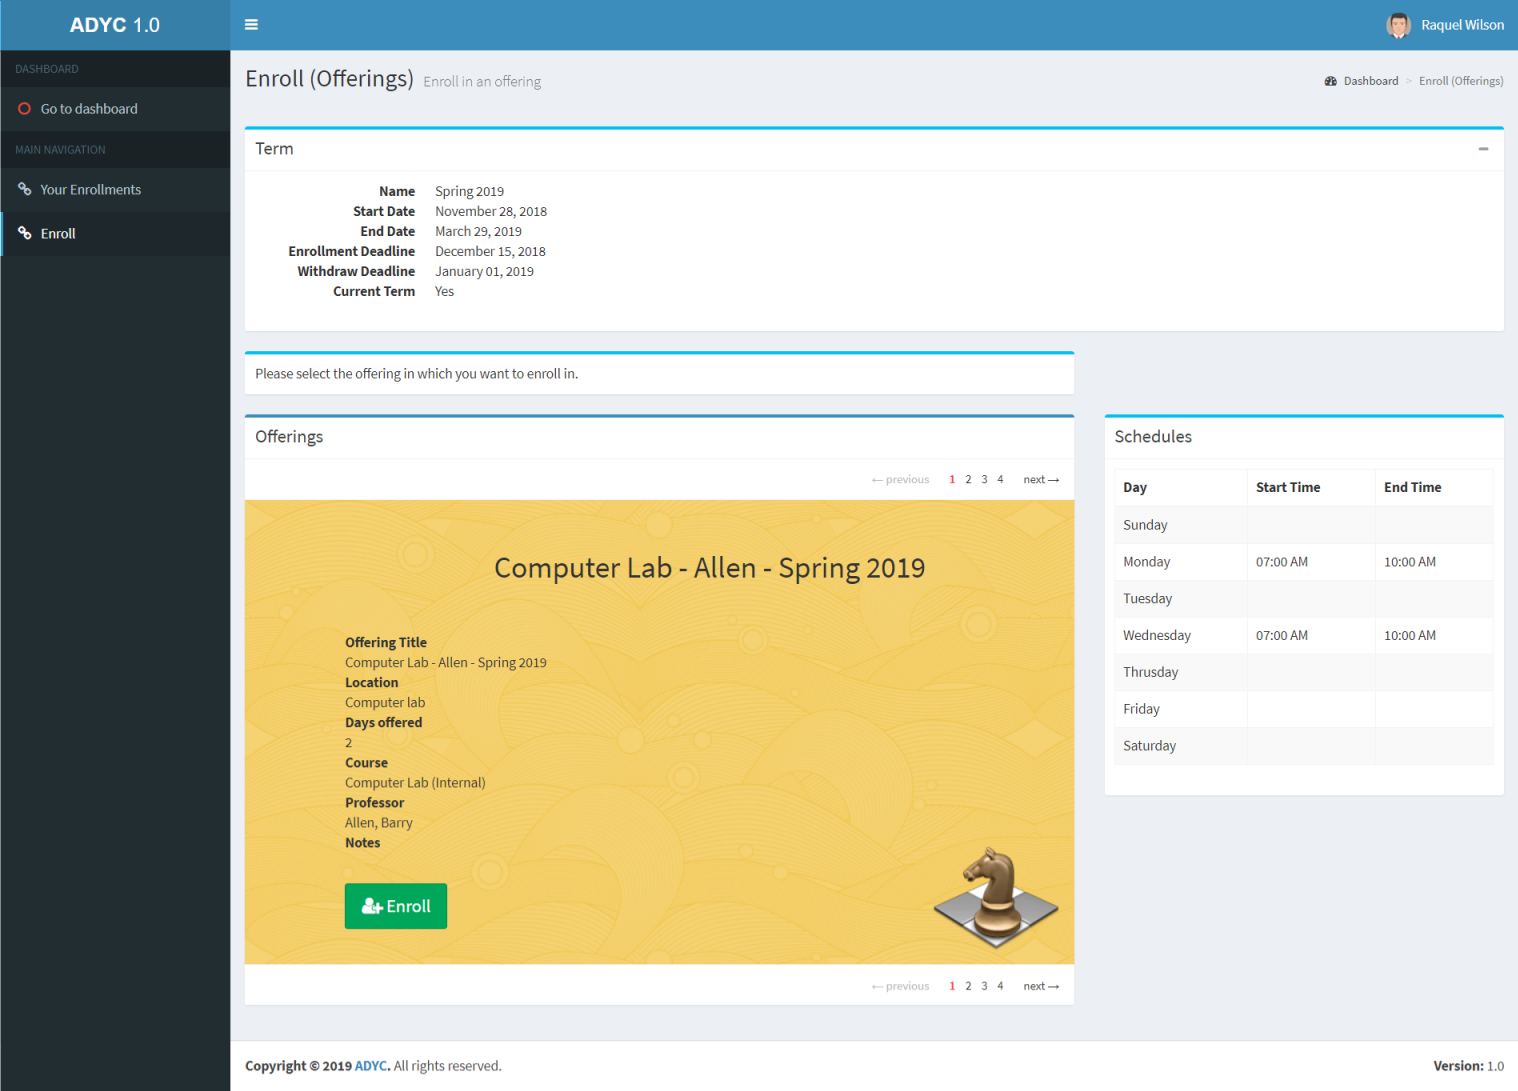 ADYC 1.0
Raquel Wilson
DASHBOARD
Go to dashboard
MAIN NAVIGATION
Your Enrollments
Enroll
Enroll (Offerings) Enroll in an offering
Dashboard > Enroll (Offerings)
Term
Name Spring 2019
Start Date November 28, 2018
End Date March 29, 2019
Enrollment Deadline December 15, 2018
Withdraw Deadline January 01, 2019
Current Term Yes
Please select the offering in which you want to enroll in.
Offerings
← previous 1 2 3 4 next →
Computer Lab - Allen - Spring 2019
Offering Title
Computer Lab - Allen - Spring 2019
Location
Computer lab
Days offered
2
Course
Computer Lab (Internal)
Professor
Allen, Barry
Notes
Enroll
← previous 1 2 3 4 next →
Schedules
Day Start Time End Time
Sunday
Monday 07:00 AM 10:00 AM
Tuesday
Wednesday 07:00 AM 10:00 AM
Thrusday
Friday
Saturday
Copyright © 2019 ADYC. All rights reserved.
Version: 1.0